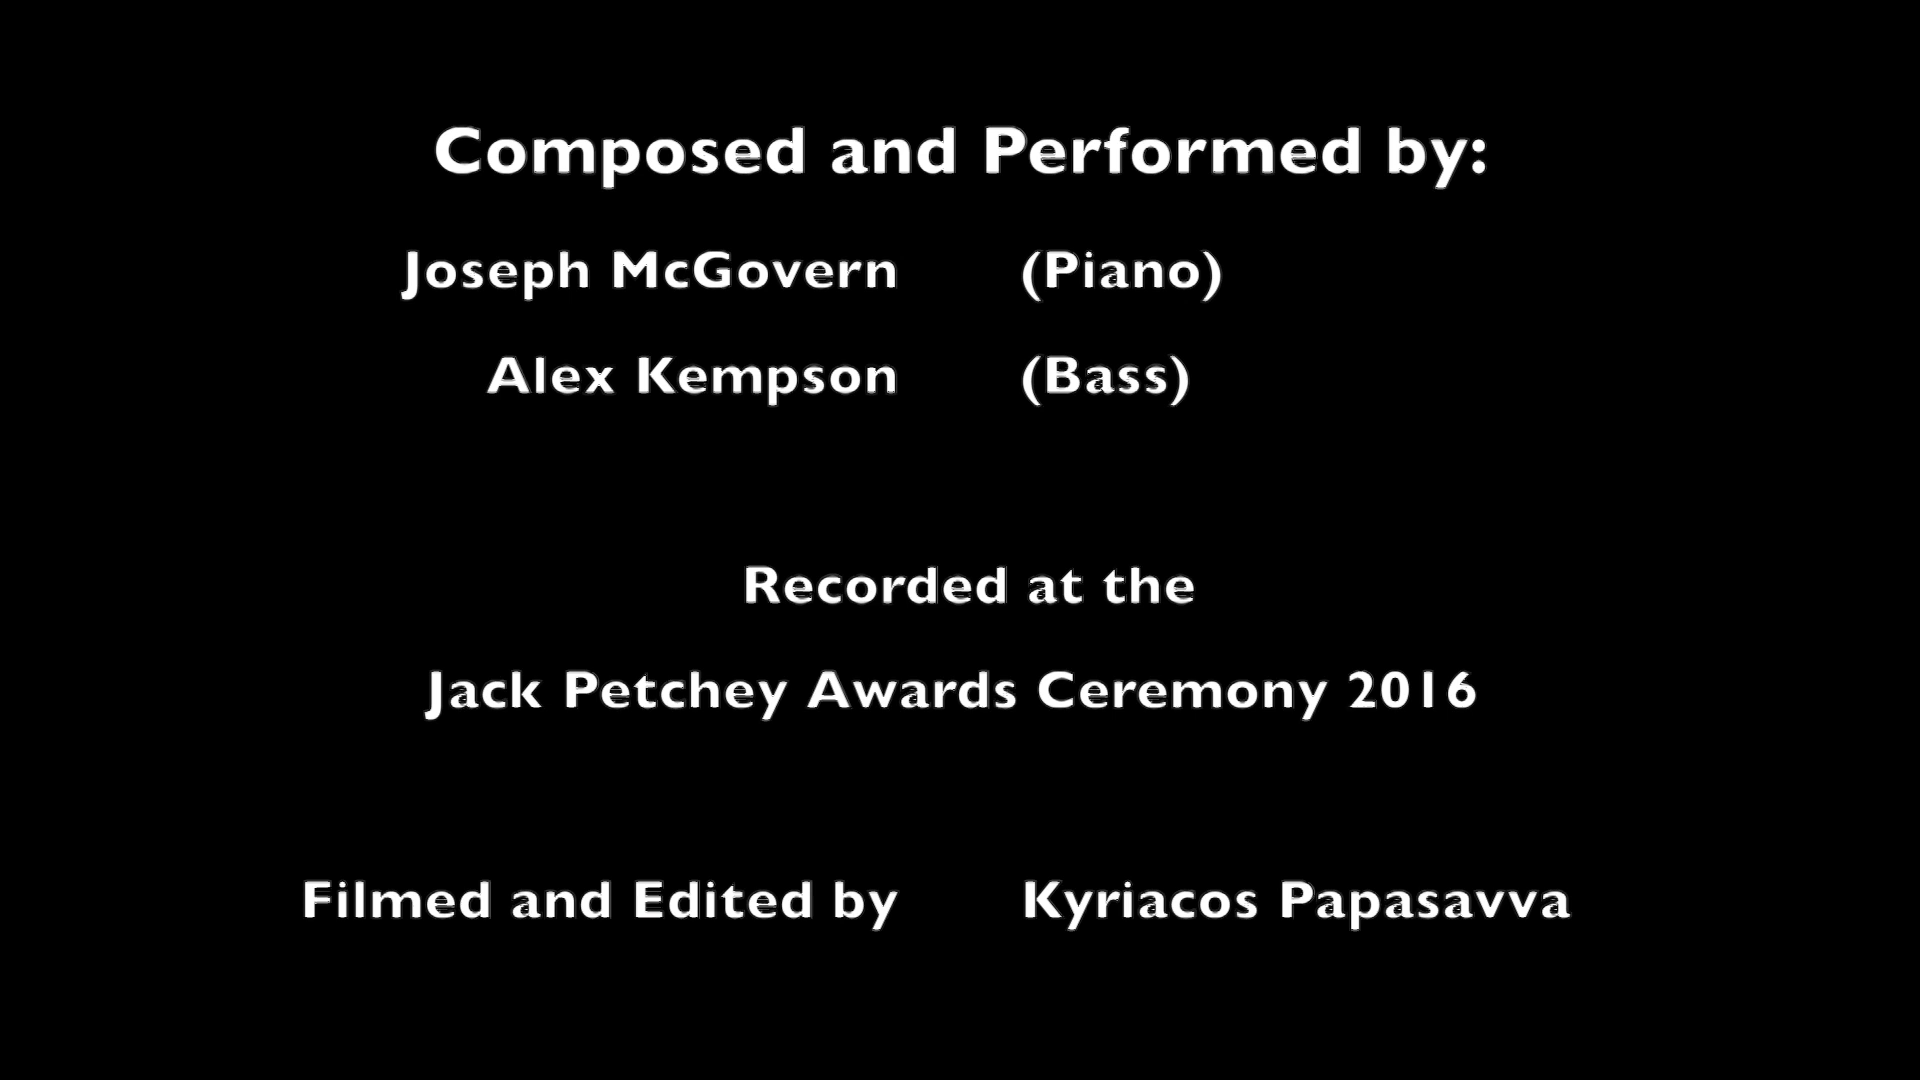 Composed and Performed by:
Joseph McGovern (Piano)
Alex Kempson (Bass)
Recorded at the
Jack Petchey Awards Ceremony 2016
Filmed and Edited by Kyriacos Papasavva